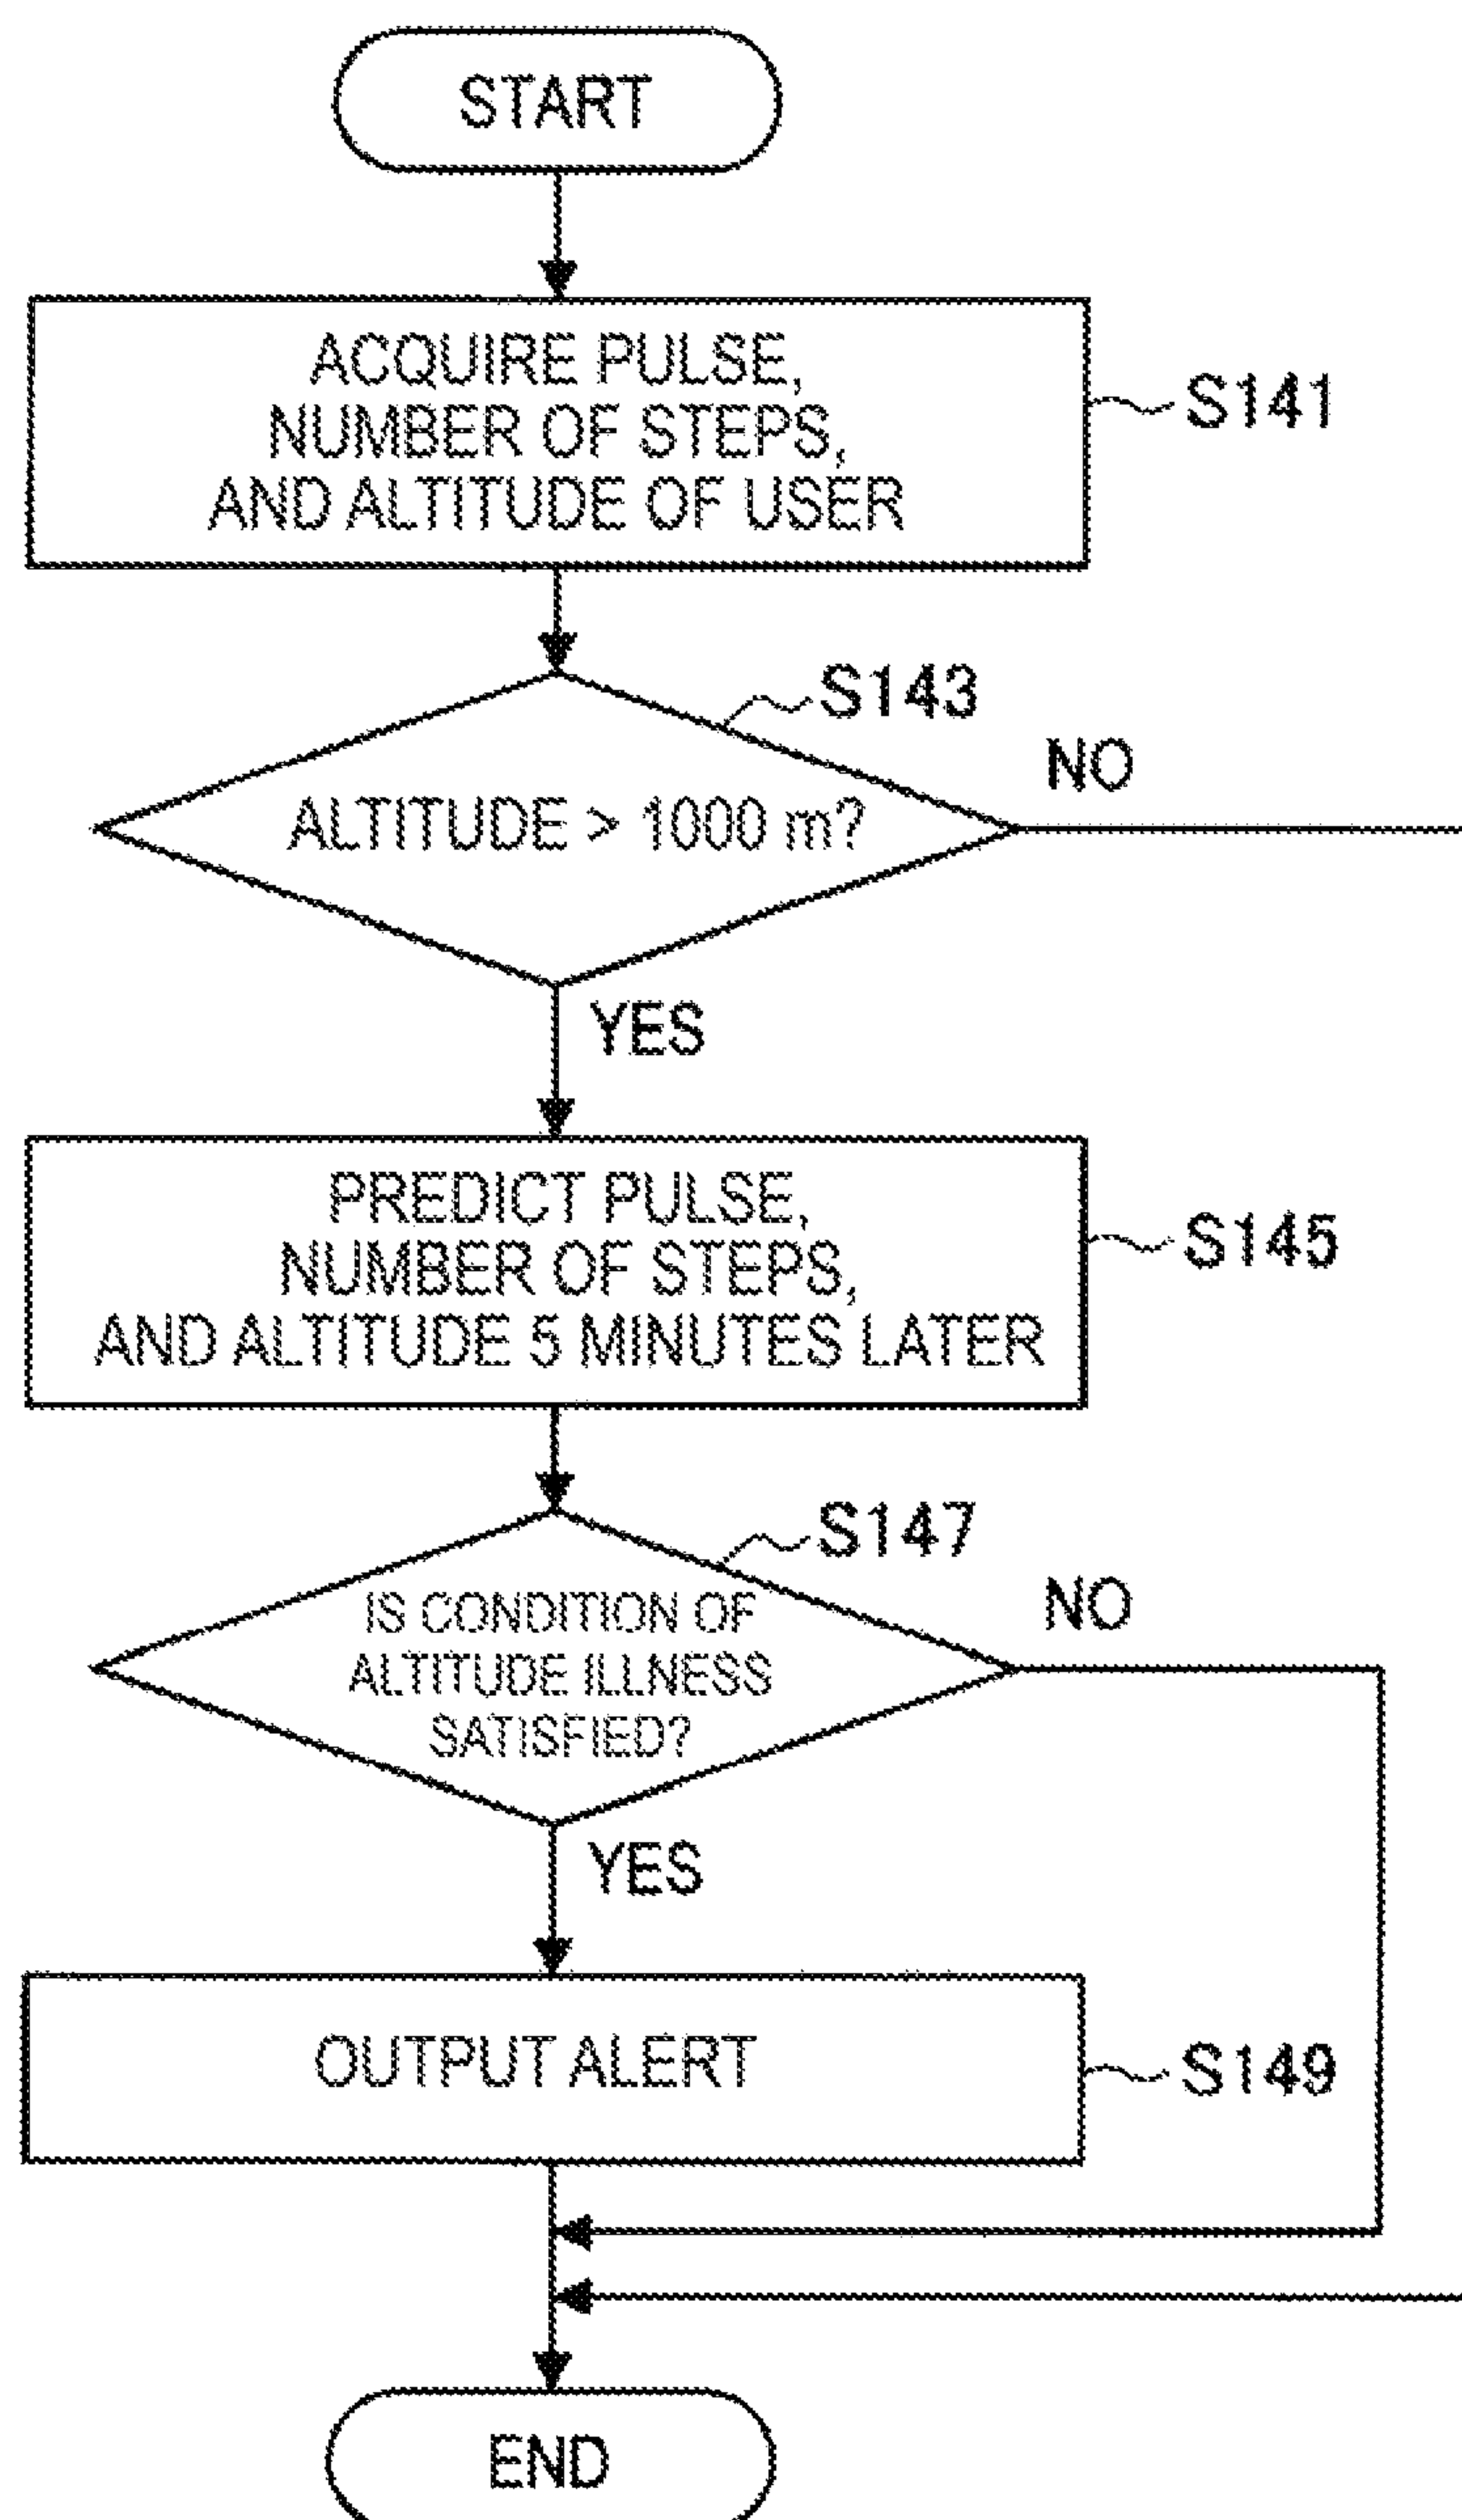 START
ACQUIRE PULSE,
NUMBER OF STEPS,
AND ALTITUDE OF USER
S141
S143
ALTITUDE > 1000 m?
NO
YES
PREDICT PULSE,
NUMBER OF STEPS,
AND ALTITUDE 5 MINUTES LATER
S145
S147
IS CONDITION OF
ALTITUDE ILLNESS
SATISFIED?
NO
YES
OUTPUT ALERT
S149
END